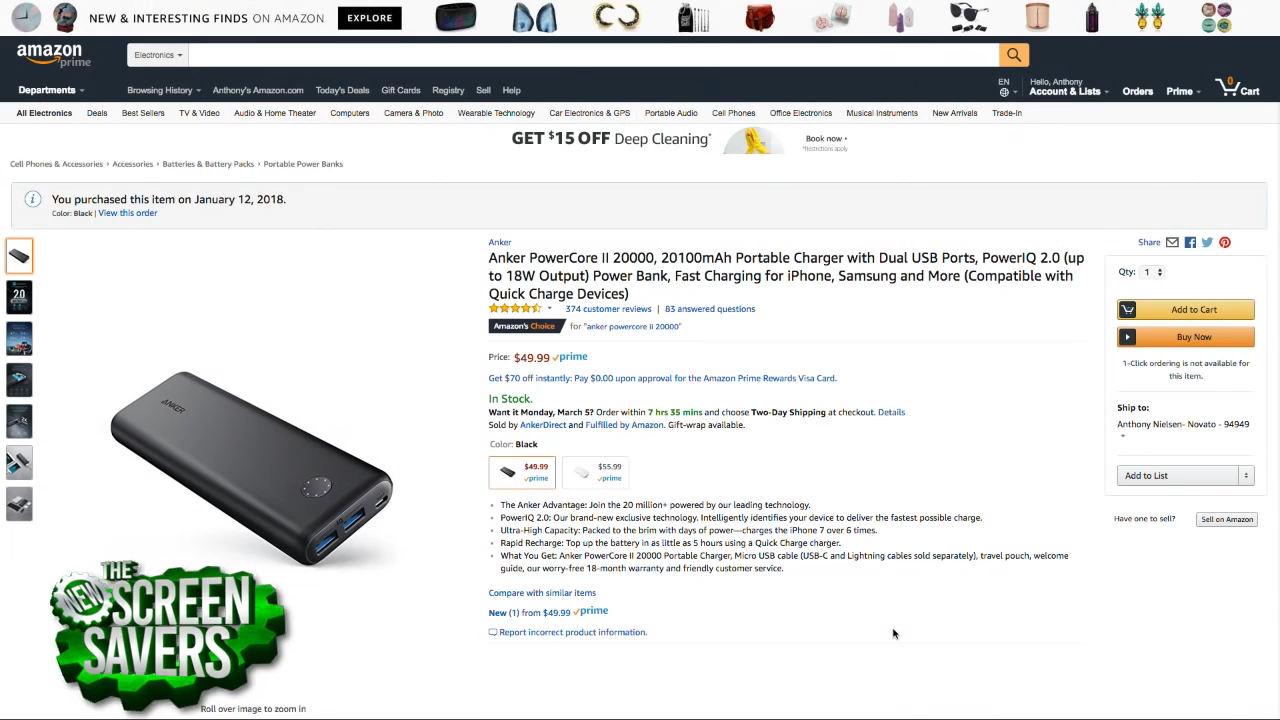 NEW & INTERESTING FINDS ON AMAZON EXPLORE
amazon
prime
Electronics
Departments
Browsing History Anthony's Amazon.com Today's Deals Gift Cards Registry Sell Help
EN
Hello, Anthony
Account & Lists Orders Prime 0 Cart
All Electronics Deals Best Sellers TV & Video Audio & Home Theater Computers Camera & Photo Wearable Technology Car Electronics & GPS Portable Audio Cell Phones Office Electronics Musical Instruments New Arrivals Trade-In
GET $15 OFF Deep Cleaning* Book now ›
*Restrictions apply
Cell Phones & Accessories › Accessories › Batteries & Battery Packs › Portable Power Banks
You purchased this item on January 12, 2018.
Color: Black | View this order
Anker
Anker PowerCore II 20000, 20100mAh Portable Charger with Dual USB Ports, PowerIQ 2.0 (up
to 18W Output) Power Bank, Fast Charging for iPhone, Samsung and More (Compatible with
Quick Charge Devices)
374 customer reviews | 83 answered questions
Amazon's Choice for "anker powercore ii 20000"
Price: $49.99 prime
Get $70 off instantly: Pay $0.00 upon approval for the Amazon Prime Rewards Visa Card.
In Stock.
Want it Monday, March 5? Order within 7 hrs 35 mins and choose Two-Day Shipping at checkout. Details
Sold by AnkerDirect and Fulfilled by Amazon. Gift-wrap available.
Color: Black
$49.99 $55.99
prime prime
• The Anker Advantage: Join the 20 million+ powered by our leading technology.
• PowerIQ 2.0: Our brand-new exclusive technology. Intelligently identifies your device to deliver the fastest possible charge.
• Ultra-High Capacity: Packed to the brim with days of power—charges the iPhone 7 over 6 times.
• Rapid Recharge: Top up the battery in as little as 5 hours using a Quick Charge charger.
• What You Get: Anker PowerCore II 20000 Portable Charger, Micro USB cable (USB-C and Lightning cables sold separately), travel pouch, welcome
guide, our worry-free 18-month warranty and friendly customer service.
Compare with similar items
New (1) from $49.99 prime
Report incorrect product information.
Share
Qty: 1
Add to Cart
Buy Now
1-Click ordering is not available for
this item.
Ship to:
Anthony Nielsen- Novato - 94949
Add to List
Have one to sell? Sell on Amazon
20
ANKER
THE
NEW
SCREEN
SAVERS
Roll over image to zoom in